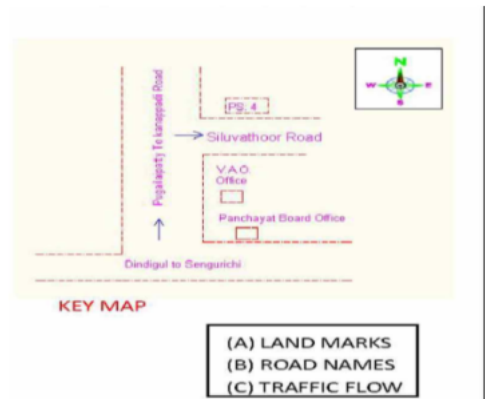 N
W E
S
PS. 4
Pugailaipatty To kanappadi Road
Siluvathoor Road
V.A.O.
Office
Panchayat Board Office
Dindigul to Sengurichi
KEY MAP
(A) LAND MARKS
(B) ROAD NAMES
(C) TRAFFIC FLOW